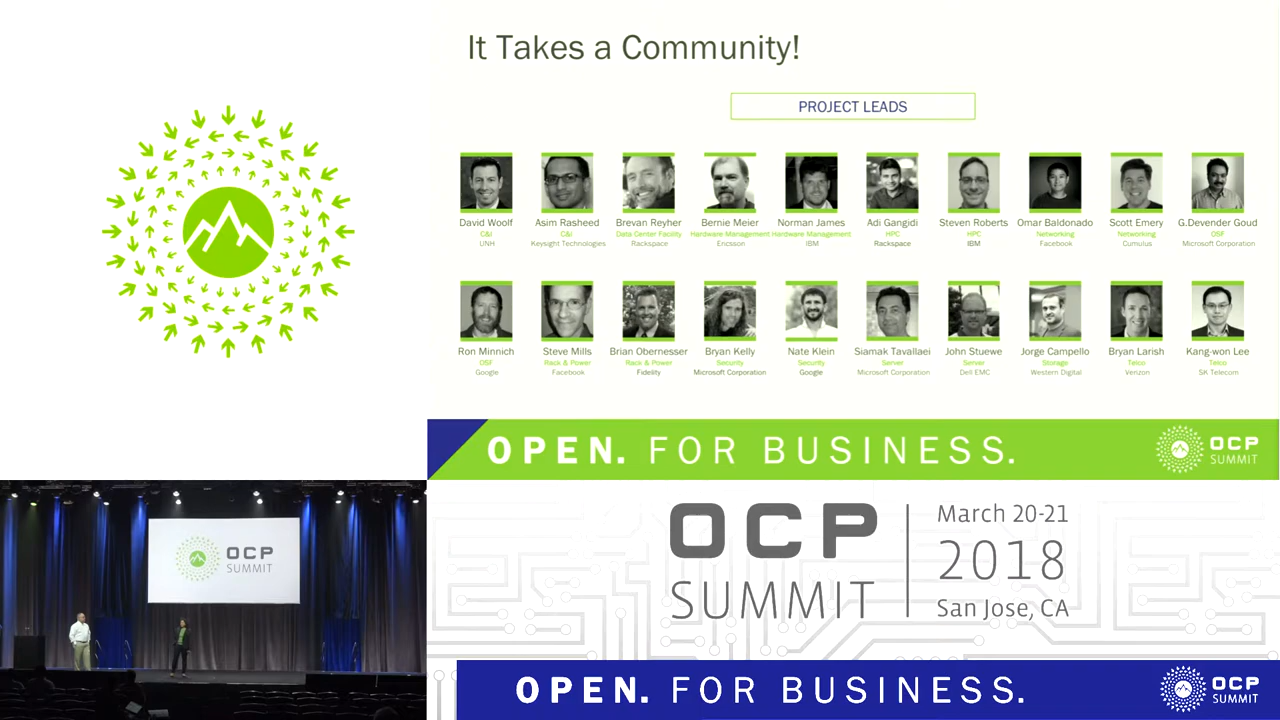 It Takes a Community!
PROJECT LEADS
David Woolf Asim Rasheed Brevan Reyher Bernie Meier Norman James Adi Gangidi Steven Roberts Omar Baldonado Scott Emery G.Devender Goud
C&I C&I Data Center Facility Hardware Management Hardware Management HPC HPC Networking Networking OSF
UNH Keysight Technologies Rackspace Ericsson IBM Rackspace IBM Facebook Cumulus Microsoft Corporation
Ron Minnich Steve Mills Brian Obernesser Bryan Kelly Nate Klein Siamak Tavallaei John Stuewe Jorge Campello Bryan Larish Kang-won Lee
OSF Rack & Power Rack & Power Security Security Server Server Storage Telco Telco
Google Facebook Fidelity Microsoft Corporation Google Microsoft Corporation Dell EMC Western Digital Verizon SK Telecom
OPEN. FOR BUSINESS.
OCP
SUMMIT
OCP
SUMMIT
OCP
SUMMIT
March 20-21
2018
San Jose, CA
OPEN. FOR BUSINESS.
OCP
SUMMIT